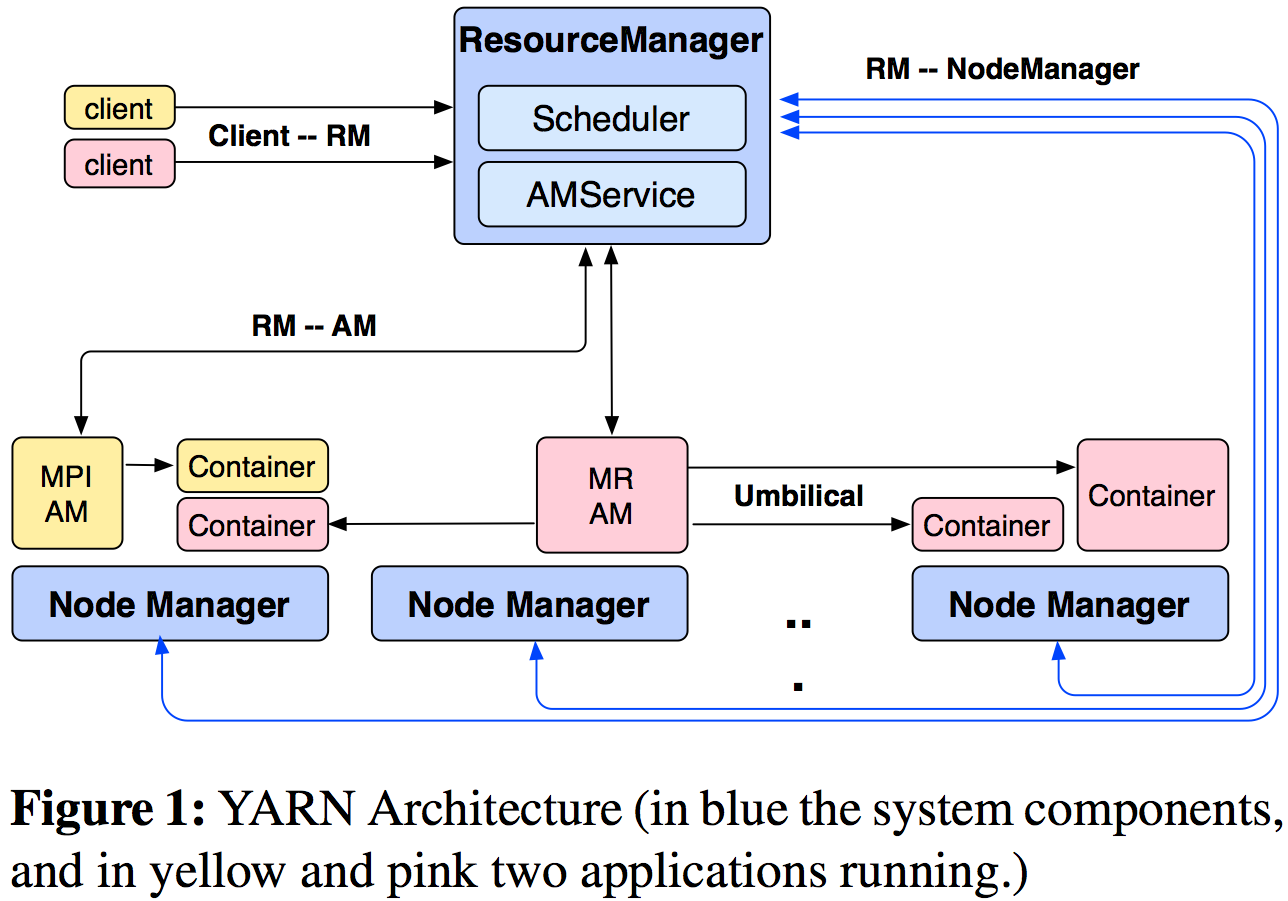 ResourceManager
RM -- NodeManager
client
Scheduler
Client -- RM
client
AMService
RM -- AM
MPI
AM
Container
Container
MR
AM
Umbilical
Container
Container
Node Manager
Node Manager
..
.
Node Manager
Figure 1: YARN Architecture (in blue the system components,
and in yellow and pink two applications running.)